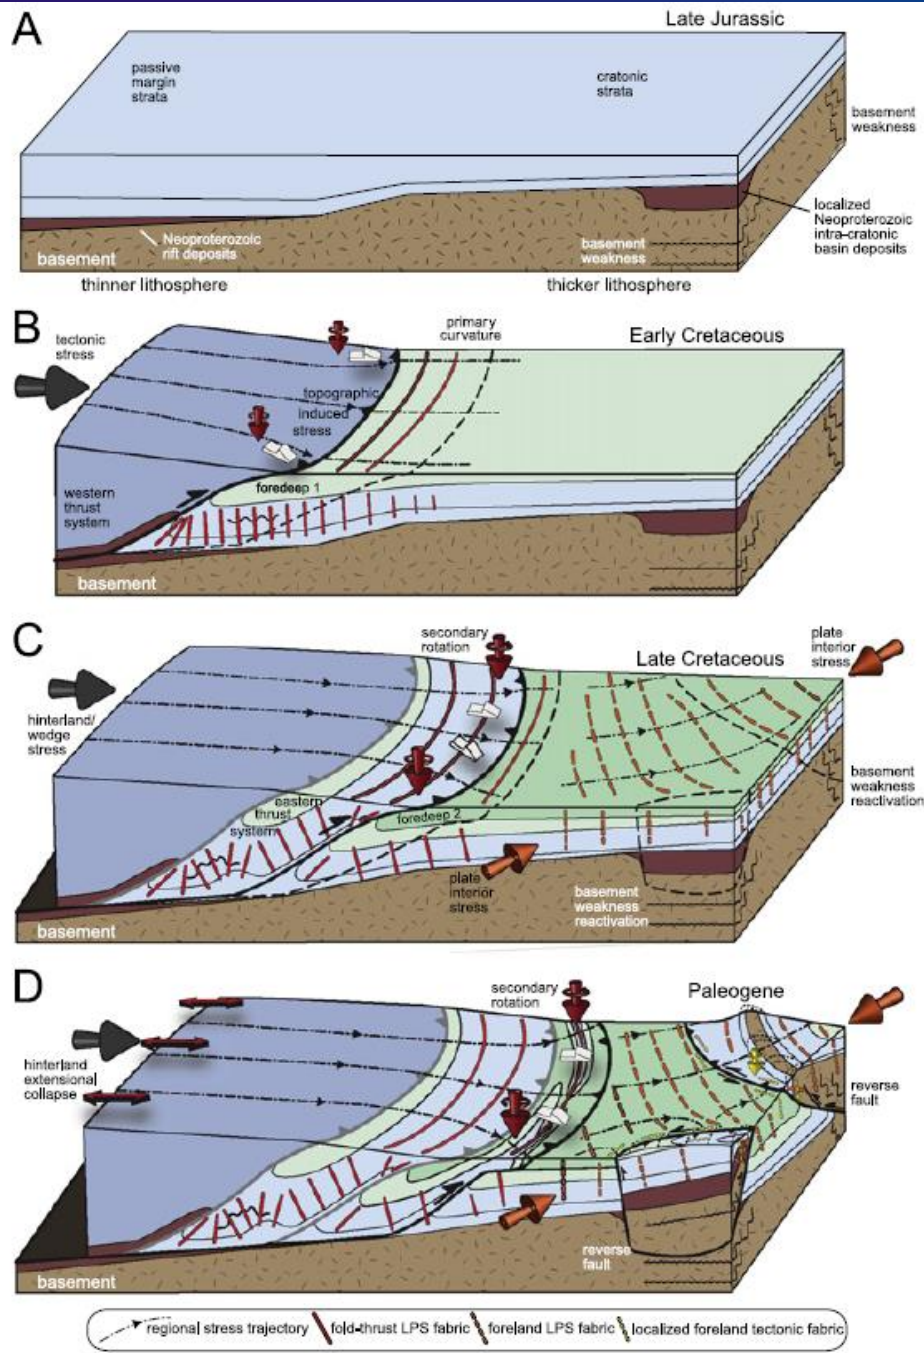 A
Late Jurassic
passive
margin
strata
cratonic
strata
basement
weakness
localized
Neoproterozoic
intra-cratonic
basin deposits
Neoproterozoic
rift deposits
basement
weakness
basement
thinner lithosphere
thicker lithosphere
B
Early Cretaceous
tectonic
stress
primary
curvature
topographic
induced
stress
foredeep 1
western
thrust
system
basement
C
Late Cretaceous
secondary
rotation
plate
interior
stress
hinterland/
wedge
stress
basement
weakness
reactivation
eastern
thrust
system
foredeep 2
plate
interior
stress
basement
weakness
reactivation
basement
D
Paleogene
secondary
rotation
hinterland
extensional
collapse
reverse
fault
reverse
fault
basement
regional stress trajectory fold-thrust LPS fabric foreland LPS fabric localized foreland tectonic fabric